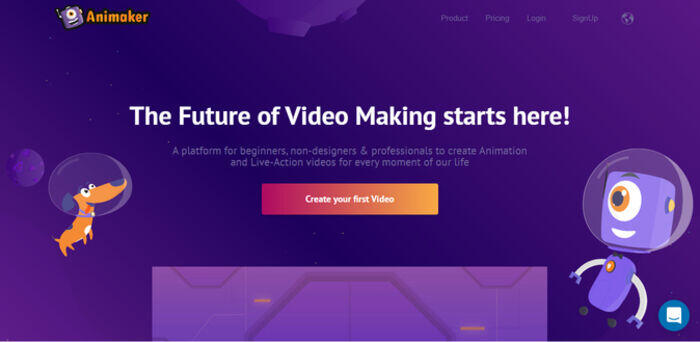 Animaker
Product Pricing Login SignUp
The Future of Video Making starts here!
A platform for beginners, non-designers & professionals to create Animation
and Live-Action videos for every moment of our life
Create your first Video